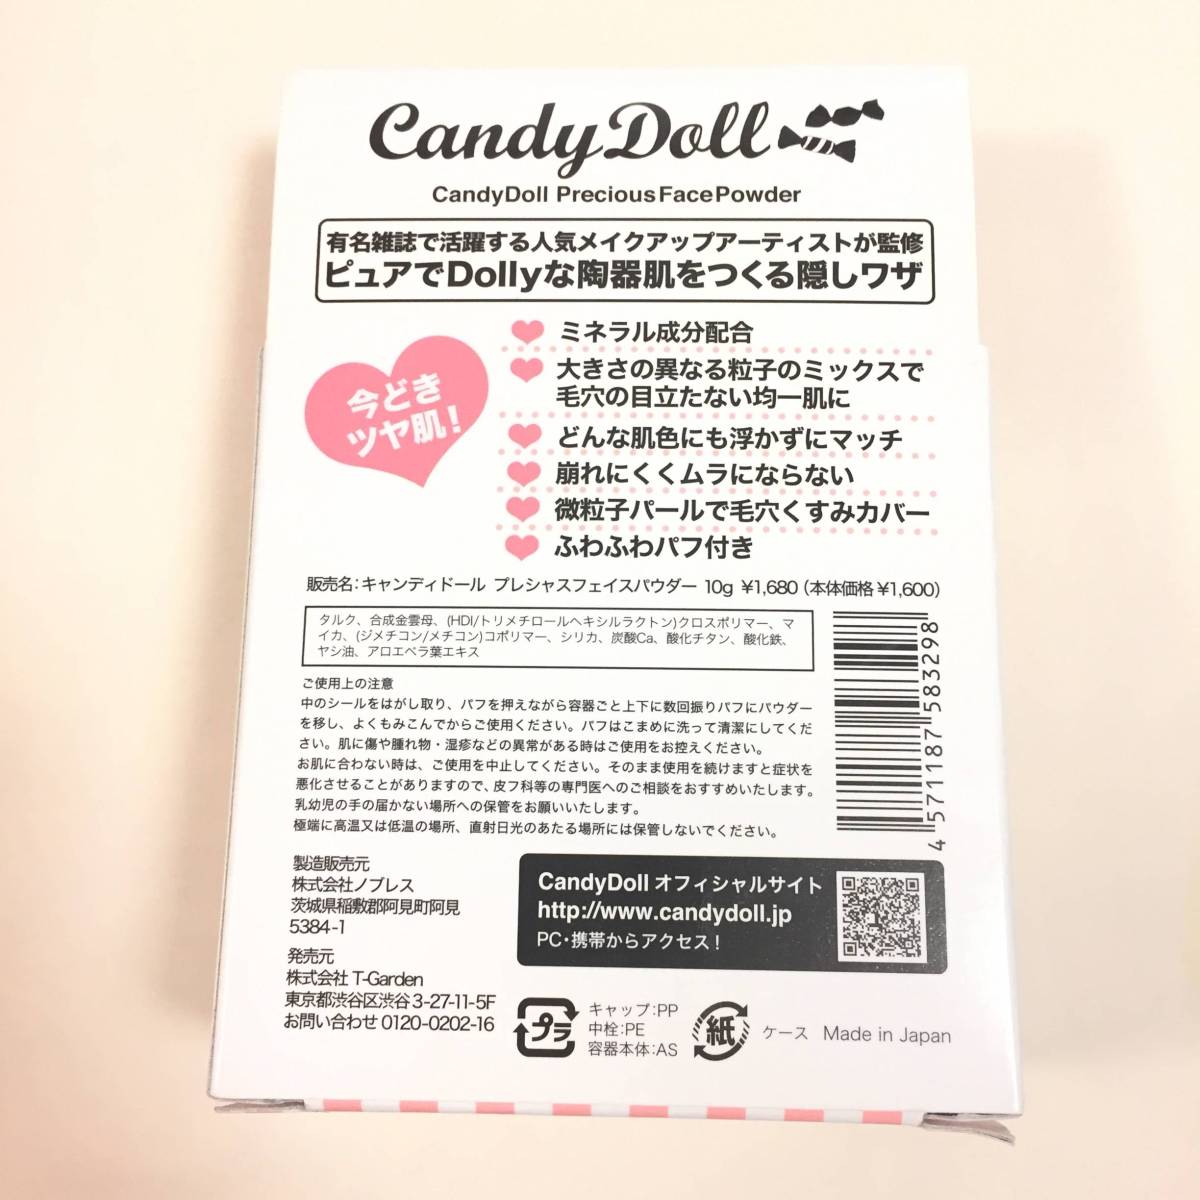 CandyDoll
CandyDoll Precious Face Powder
有名雑誌で活躍する人気メイクアップアーティストが監修
ピュアでDollyな陶器肌をつくる隠しワザ
今どき
ツヤ肌!
ミネラル成分配合
大きさの異なる粒子のミックスで
毛穴の目立たない均一肌に
どんな肌色にも浮かずにマッチ
崩れにくくムラにならない
微粒子パールで毛穴くすみカバー
ふわふわパフ付き
販売名:キャンディドール プレシャスフェイスパウダー 10g ¥1,680(本体価格¥1,600)
タルク、合成金雲母、(HDI/トリメチロールヘキシルラクトン)クロスポリマー、マ
イカ、(ジメチコン/メチコン)コポリマー、シリカ、炭酸Ca、酸化チタン、酸化鉄、
ヤシ油、アロエベラ葉エキス
ご使用上の注意
中のシールをはがし取り、パフを押えながら容器ごと上下に数回振りパフにパウダー
を移し、よくもみこんでからご使用ください。パフはこまめに洗って清潔にしてくだ
さい。肌に傷や腫れ物・湿疹などの異常がある時はご使用をお控えください。
お肌に合わない時は、ご使用を中止してください。そのまま使用を続けますと症状を
悪化させることがありますので、皮フ科等の専門医へのご相談をおすすめいたします。
乳幼児の手の届かない場所への保管をお願いいたします。
極端に高温又は低温の場所、直射日光のあたる場所には保管しないでください。
4571187583298
製造販売元
株式会社ノブレス
茨城県稲敷郡阿見町阿見
5384-1
発売元
株式会社 T-Garden
東京都渋谷区渋谷3-27-11-5F
お問い合わせ 0120-0202-16
CandyDoll オフィシャルサイト
http://www.candydoll.jp
PC・携帯からアクセス!
プラ
キャップ:PP
中栓:PE
容器本体:AS
紙
ケース
Made in Japan